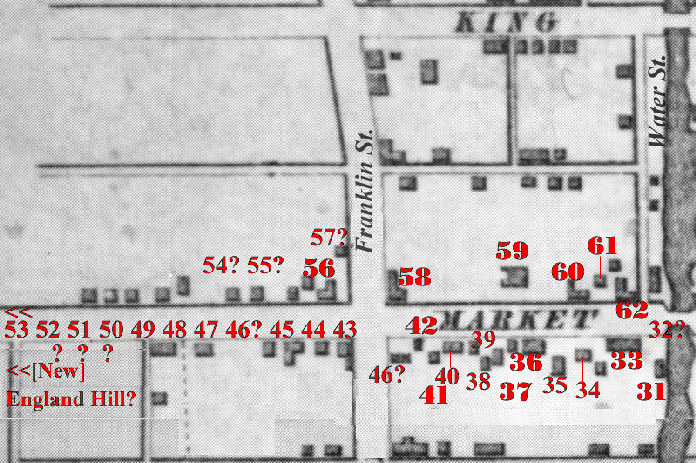 KING
Water St.
Franklin St.
57?
54? 55? 56
58
59
60
61
62
<<
53 52 51 50 49 48 47 46? 45 44 43
? ? ?
42
MARKET
32?
<<[New]
England Hill?
39
46? 40 38 36 35 34 33
41 37 31